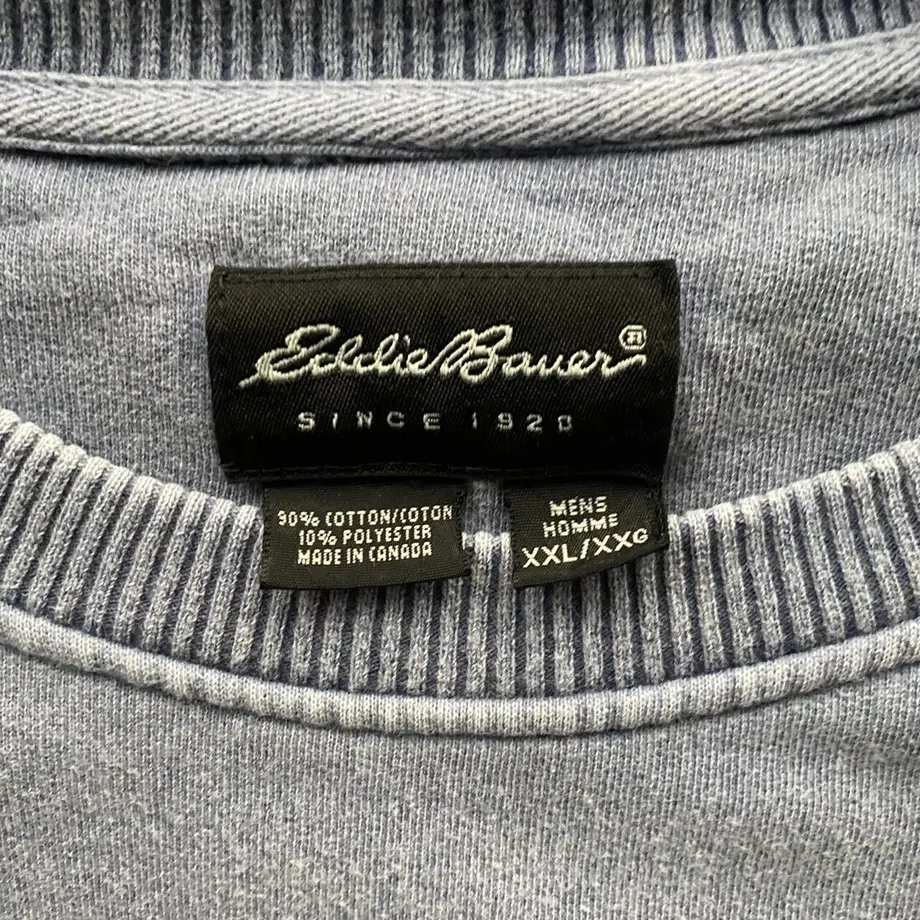 Eddie Bauer®
SINCE 1920
90% COTTON/COTON
10% POLYESTER
MADE IN CANADA
MENS
HOMME
XXL/XXG